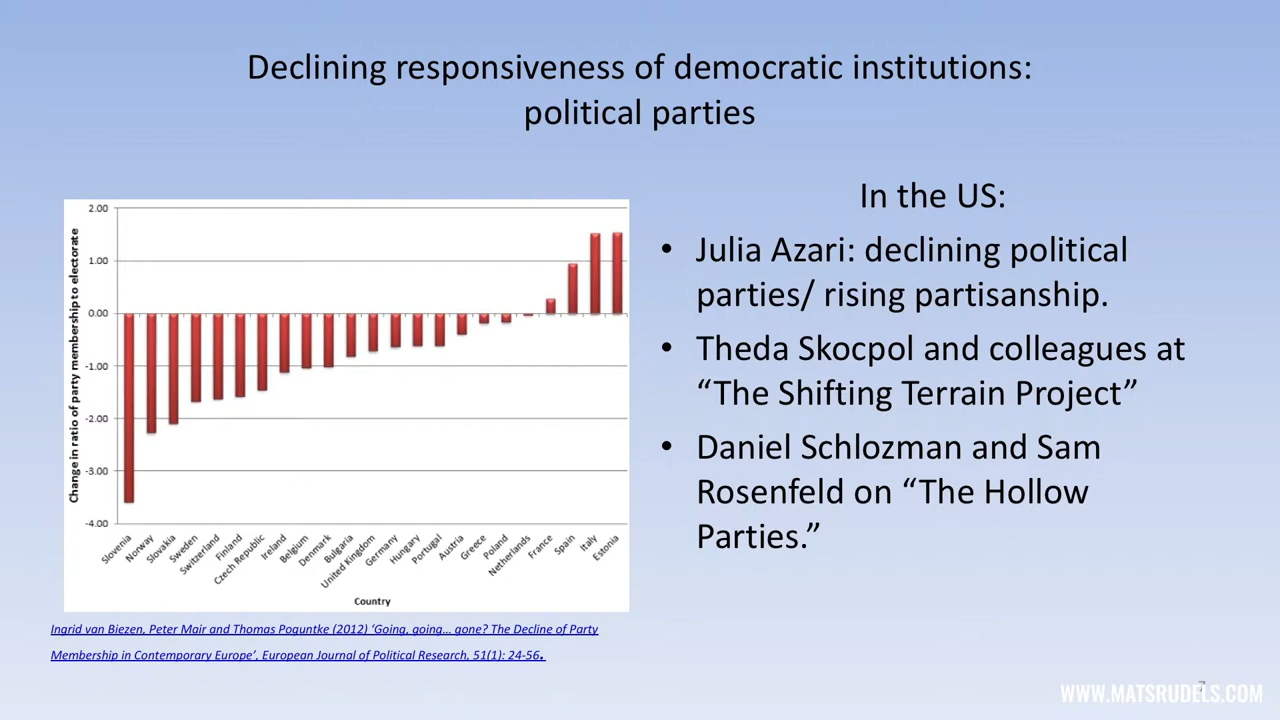 Declining responsiveness of democratic institutions:
political parties
2.00
1.00
0.00
-1.00
-2.00
-3.00
-4.00
Change in ratio of party membership to electorate
Slovenia
Norway
Slovakia
Sweden
Switzerland
Finland
Czech Republic
Ireland
Belgium
Denmark
Bulgaria
United Kingdom
Germany
Hungary
Portugal
Austria
Greece
Poland
Netherlands
France
Spain
Italy
Estonia
Country
Ingrid van Biezen, Peter Mair and Thomas Poguntke (2012) ‘Going, going… gone? The Decline of Party
Membership in Contemporary Europe’, European Journal of Political Research, 51(1): 24-56.
In the US:
• Julia Azari: declining political
parties/ rising partisanship.
• Theda Skocpol and colleagues at
“The Shifting Terrain Project”
• Daniel Schlozman and Sam
Rosenfeld on “The Hollow
Parties.”
7
WWW.MATSRUDELS.COM